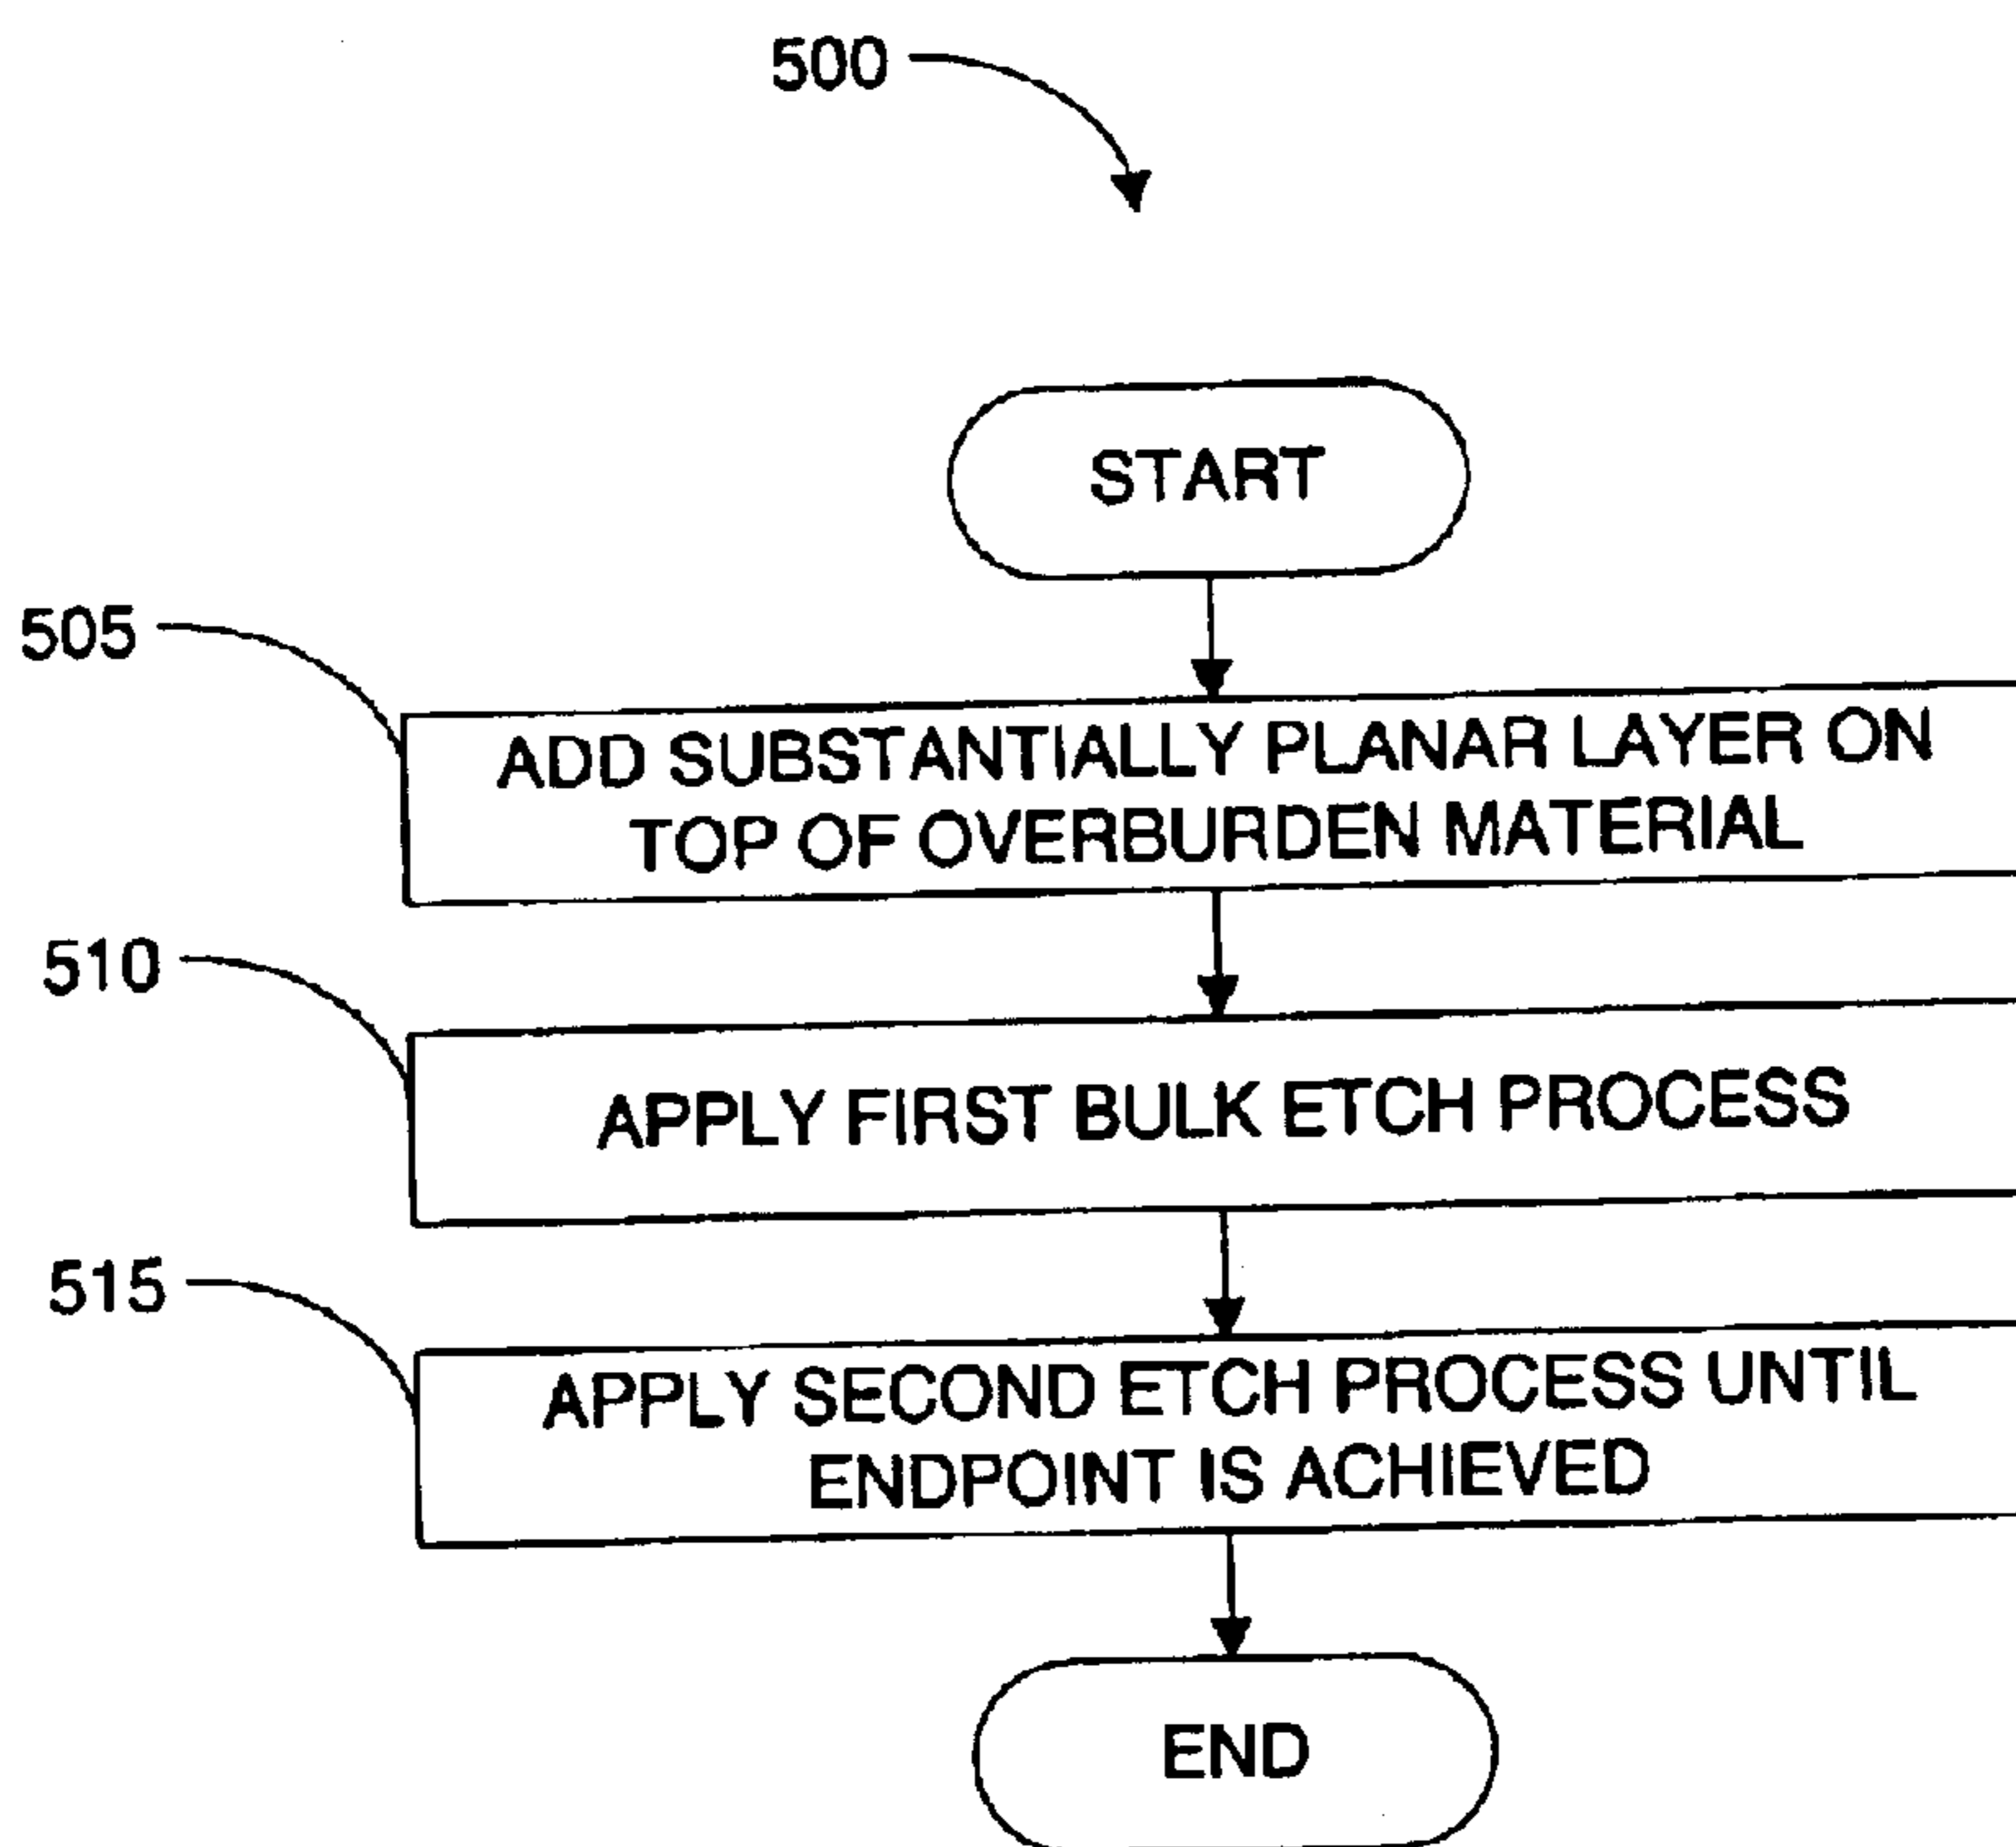 500
START
505
ADD SUBSTANTIALLY PLANAR LAYER ON
TOP OF OVERBURDEN MATERIAL
510
APPLY FIRST BULK ETCH PROCESS
515
APPLY SECOND ETCH PROCESS UNTIL
ENDPOINT IS ACHIEVED
END